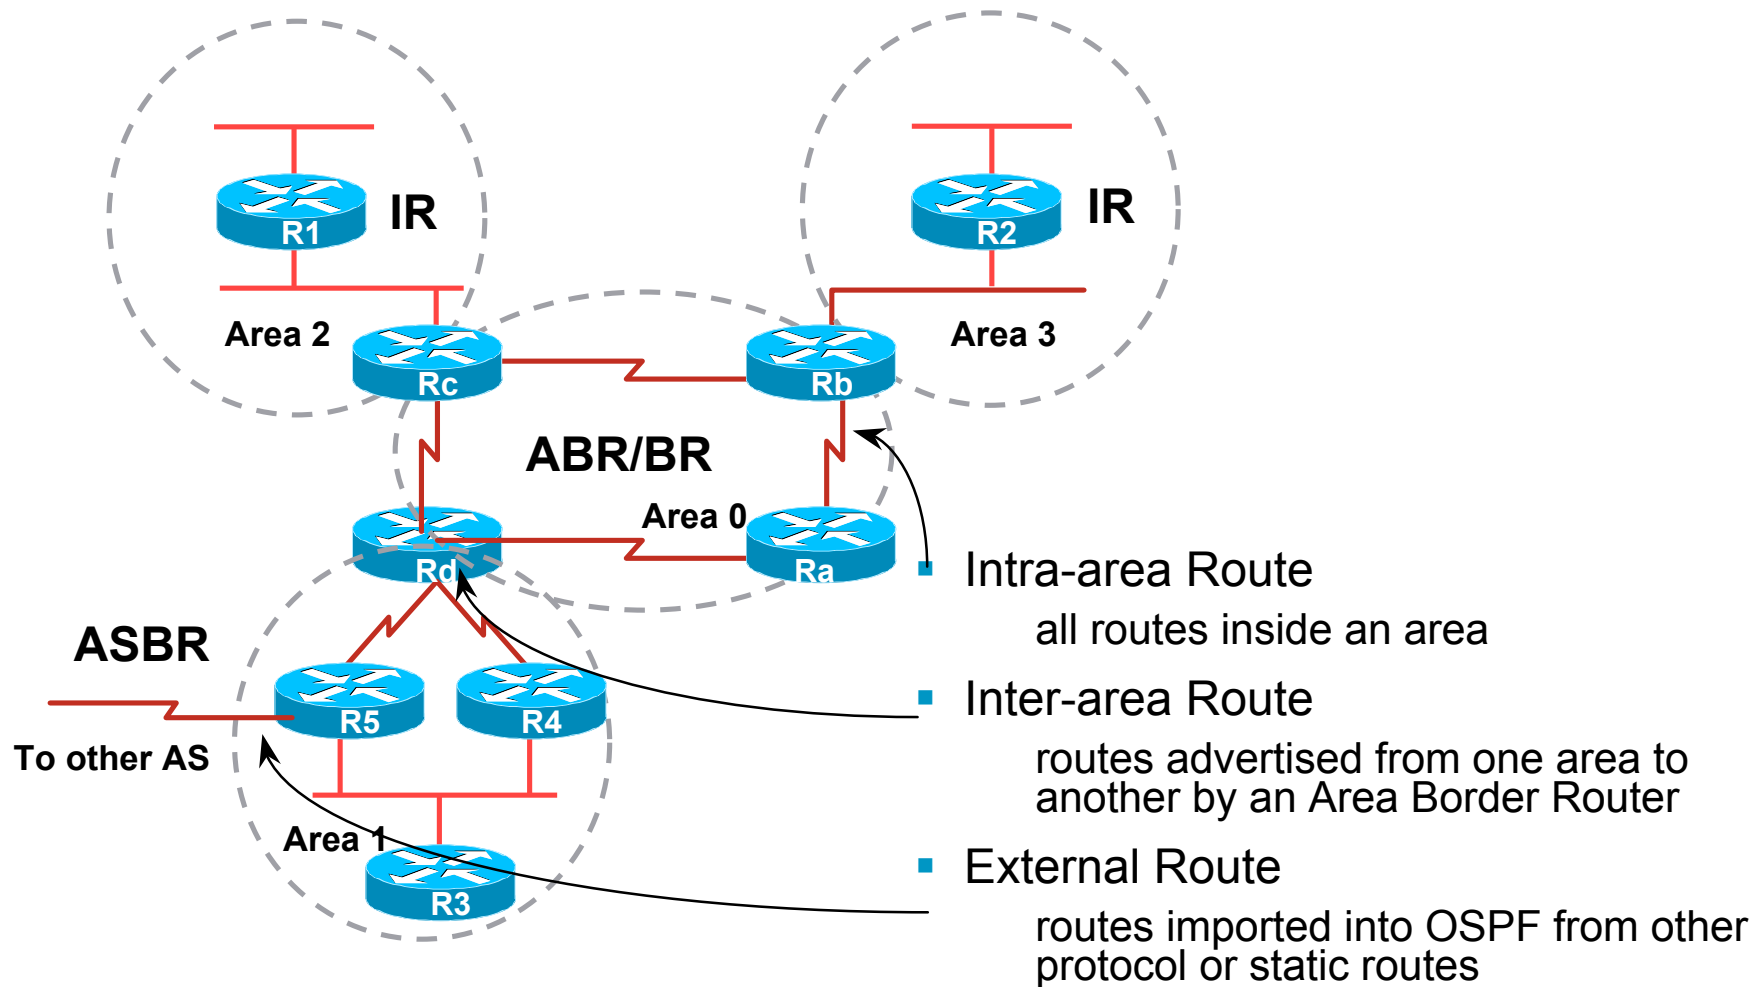 R1
IR
R2
IR
Area 2
Area 3
Rc
Rb
ABR/BR
Area 0
Rd
Ra
▪ Intra-area Route
all routes inside an area
ASBR
▪ Inter-area Route
R5
R4
To other AS
routes advertised from one area to
another by an Area Border Router
Area 1
▪ External Route
R3
routes imported into OSPF from other
protocol or static routes